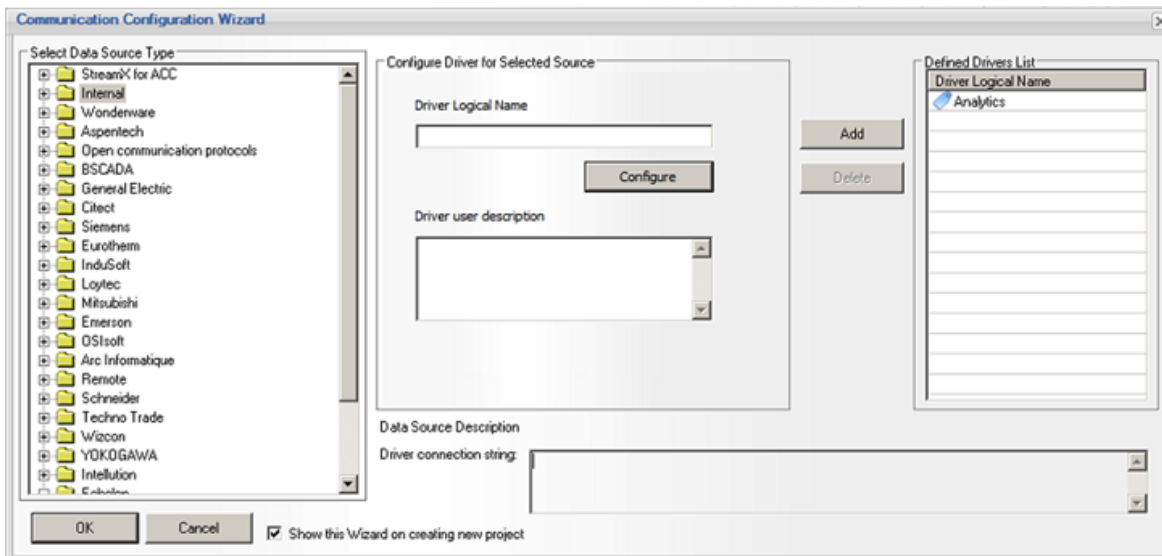 Communication Configuration Wizard
Select Data Source Type
StreamX for ACC
Internal
Wonderware
Aspentech
Open communication protocols
BSCADA
General Electric
Citect
Siemens
Eurotherm
InduSoft
Loytec
Mitsubishi
Emerson
OSIsoft
Arc Informatique
Remote
Schneider
Techno Trade
Wizcon
YOKOGAWA
Intellution
Echelon
Configure Driver for Selected Source
Driver Logical Name
Configure
Driver user description
Add
Delete
Defined Drivers List
Driver Logical Name
Analytics
Data Source Description
Driver connection string:
OK
Cancel
Show this Wizard on creating new project